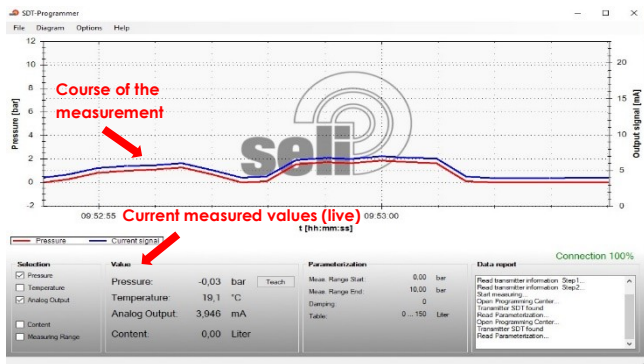 SDT-Programmer
File Diagram Options Help
12
10
8
6
4
2
0
-2
Pressure [bar]
20
15
10
5
0
Output signal [mA]
Course of the
measurement
seli
09:52:55
09:53:00
Current measured values (live)
t [hh:mm:ss]
Pressure Current signal
Connection 100%
Selection
Pressure
Temperature
Analog Output
Content
Measuring Range
Value
Pressure: -0,03 bar Teach
Temperature: 19,1 °C
Analog Output: 3,946 mA
Content: 0,00 Liter
Parameterization
Meas. Range Start: 0.00 bar
Meas. Range End: 10,00 bar
Damping: 0
Table: 0 ... 150 Liter
Data report
Read transmitter information Step1...
Read transmitter information Step2...
Start measuring...
Open Programming Center...
Transmitter SDT found
Read Parameterization...
Open Programming Center...
Transmitter SDT found
Read Parameterization...